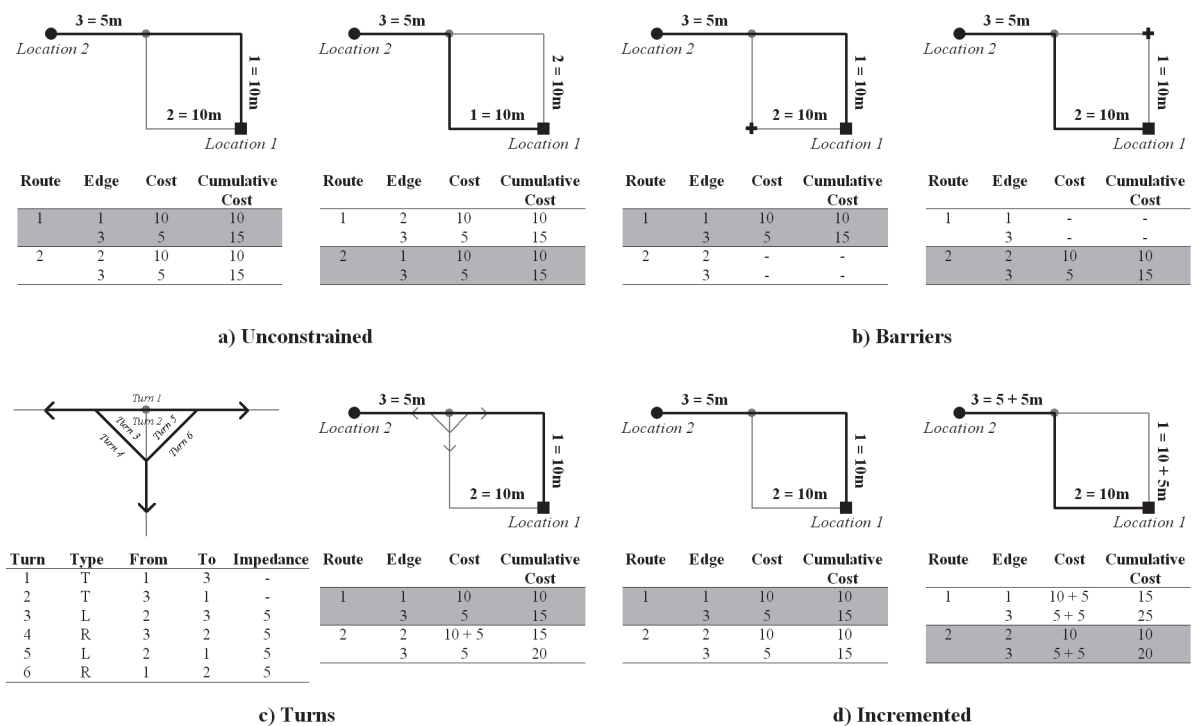 3 = 5m
Location 2
1 = 10m
2 = 10m
Location 1
Route Edge Cost Cumulative Cost
1 1 10 10
3 5 15
2 2 10 10
3 5 15
3 = 5m
Location 2
2 = 10m
1 = 10m
Location 1
Route Edge Cost Cumulative Cost
1 2 10 10
3 5 15
2 1 10 10
3 5 15
a) Unconstrained
3 = 5m
Location 2
1 = 10m
2 = 10m
Location 1
Route Edge Cost Cumulative Cost
1 1 10 10
3 5 15
2 2 - -
3 - -
3 = 5m
Location 2
1 = 10m
2 = 10m
Location 1
Route Edge Cost Cumulative Cost
1 1 - -
3 - -
2 2 10 10
3 5 15
b) Barriers
Turn 1
Turn 2
Turn 3
Turn 5
Turn 4
Turn 6
Turn Type From To Impedance
1 T 1 3 -
2 T 3 1 -
3 L 2 3 5
4 R 3 2 5
5 L 2 1 5
6 R 1 2 5
3 = 5m
Location 2
1 = 10m
2 = 10m
Location 1
Route Edge Cost Cumulative Cost
1 1 10 10
3 5 15
2 2 10 + 5 15
3 5 20
c) Turns
3 = 5m
Location 2
1 = 10m
2 = 10m
Location 1
Route Edge Cost Cumulative Cost
1 1 10 10
3 5 15
2 2 10 10
3 5 15
3 = 5 + 5m
Location 2
1 = 10 + 5m
2 = 10m
Location 1
Route Edge Cost Cumulative Cost
1 1 10 + 5 15
3 5 + 5 25
2 2 10 10
3 5 + 5 20
d) Incremented